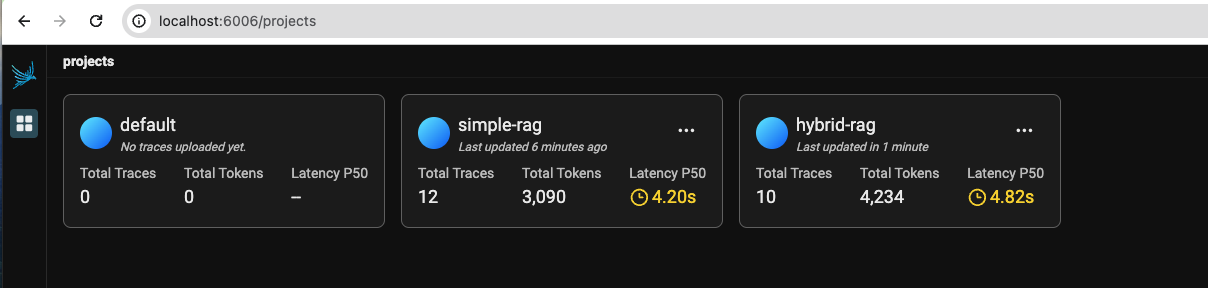 localhost:6006/projects
projects
default
No traces uploaded yet.
Total Traces Total Tokens Latency P50
0 0 --
simple-rag
Last updated 6 minutes ago
Total Traces Total Tokens Latency P50
12 3,090 4.20s
hybrid-rag
Last updated in 1 minute
Total Traces Total Tokens Latency P50
10 4,234 4.82s